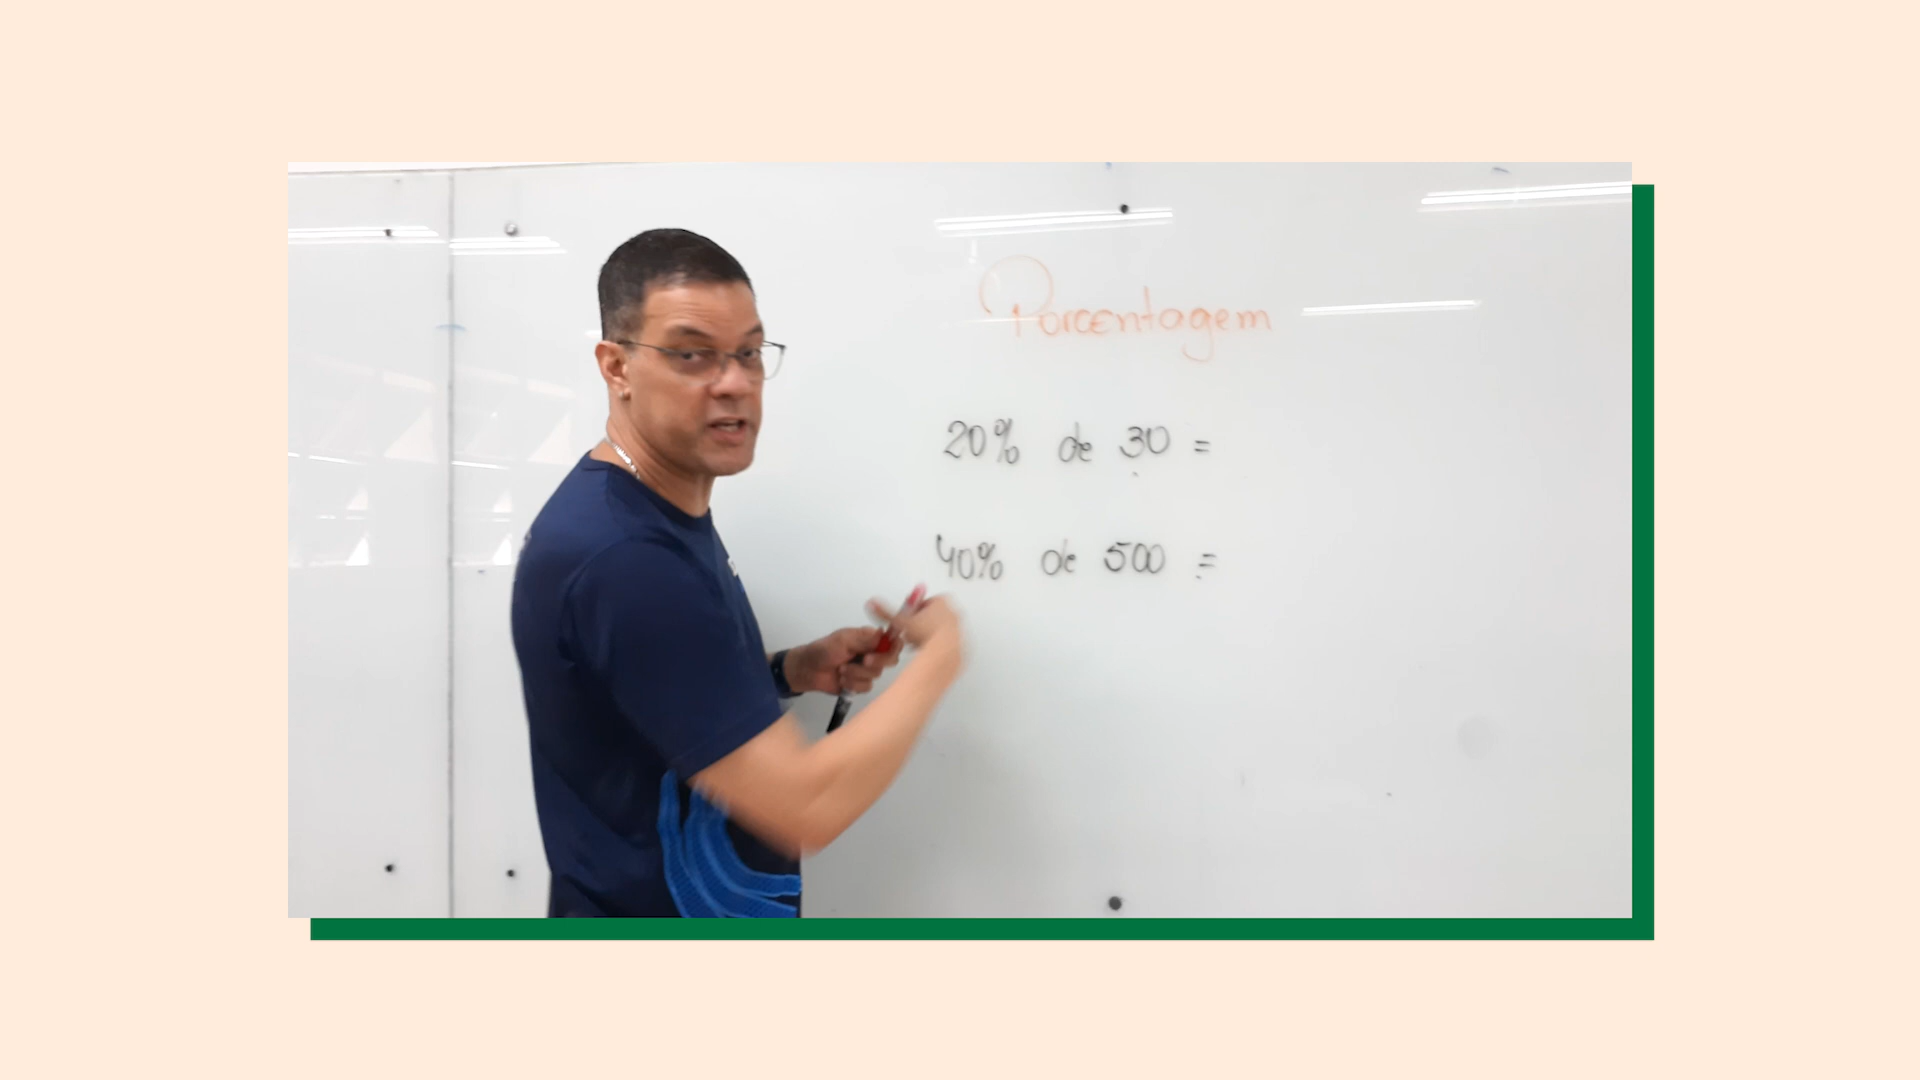 Porcentagem
20% de 30 =
40% de 500 =